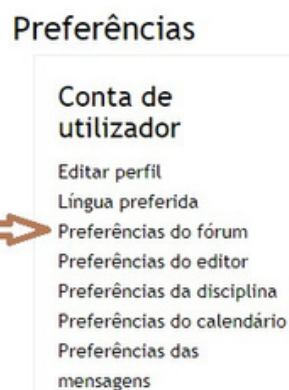 Preferências
Conta de
utilizador
Editar perfil
Língua preferida
Preferências do fórum
Preferências do editor
Preferências da disciplina
Preferências do calendário
Preferências das
mensagens